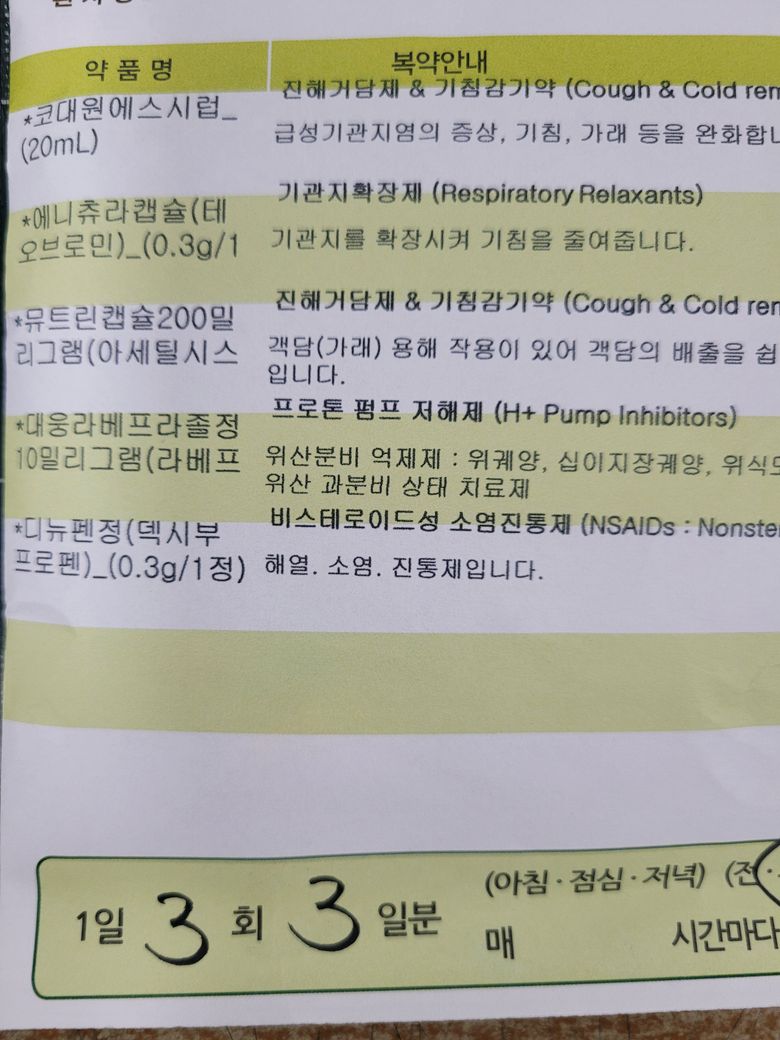 약 품 명
복약안내
*코대원에스시럽_
(20mL)
진해거담제 & 기침감기약 (Cough & Cold rem
급성기관지염의 증상, 기침, 가래 등을 완화합니
*에니츄라캡슐(테
오브로민)_(0.3g/1
기관지확장제 (Respiratory Relaxants)
기관지를 확장시켜 기침을 줄여줍니다.
*뮤트린캡슐200밀
리그램(아세틸시스
진해거담제 & 기침감기약 (Cough & Cold rem
객담(가래) 용해 작용이 있어 객담의 배출을 쉽
입니다.
*대웅라베프라졸정
10밀리그램(라베프
프로톤 펌프 저해제 (H+ Pump Inhibitors)
위산분비 억제제 : 위궤양, 십이지장궤양, 위식도
위산 과분비 상태 치료제
*디뉴펜정(덱시부
프로펜)_(0.3g/1정)
비스테로이드성 소염진통제 (NSAIDs : Nonster
해열. 소염. 진통제입니다.
1일 3 회 3 일분
(아침·점심·저녁) (전·
매 시간마다